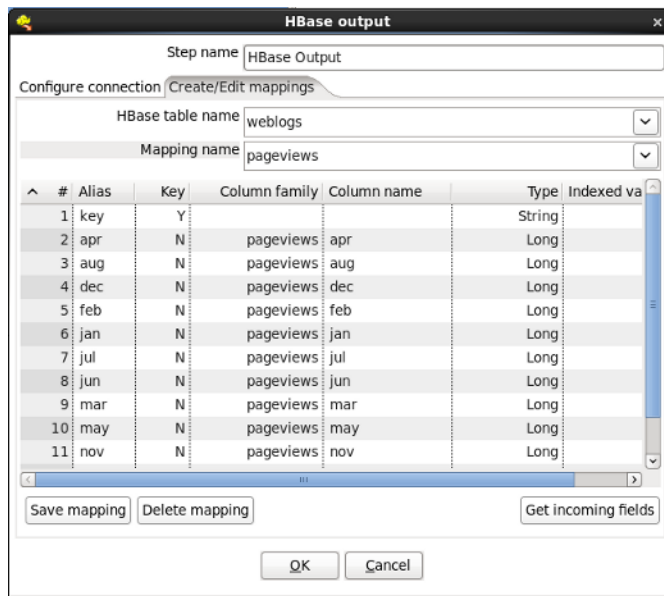 HBase output
Step name HBase Output
Configure connection Create/Edit mappings
HBase table name weblogs
Mapping name pageviews
# Alias Key Column family Column name Type Indexed va
1 key Y String
2 apr N pageviews apr Long
3 aug N pageviews aug Long
4 dec N pageviews dec Long
5 feb N pageviews feb Long
6 jan N pageviews jan Long
7 jul N pageviews jul Long
8 jun N pageviews jun Long
9 mar N pageviews mar Long
10 may N pageviews may Long
11 nov N pageviews nov Long
Save mapping Delete mapping Get incoming fields
OK Cancel